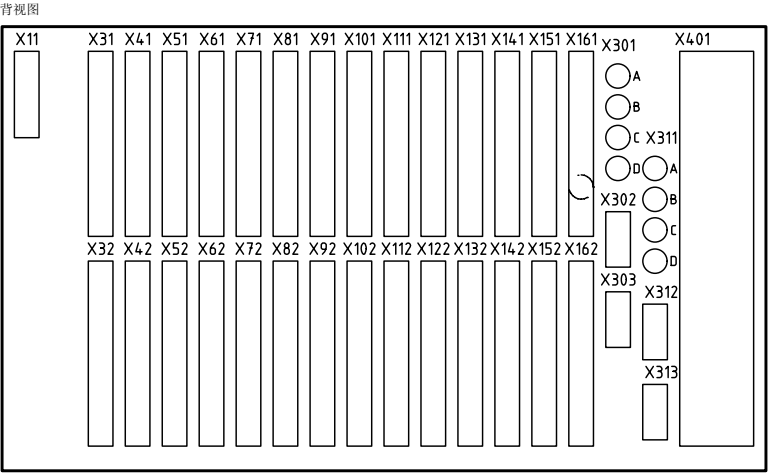 背视图
X11 X31 X41 X51 X61 X71 X81 X91 X101 X111 X121 X131 X141 X151 X161 X301 X401
A
B
C X311
D A
X302 B
C
X32 X42 X52 X62 X72 X82 X92 X102 X112 X122 X132 X142 X152 X162
D
X303
X312
X313